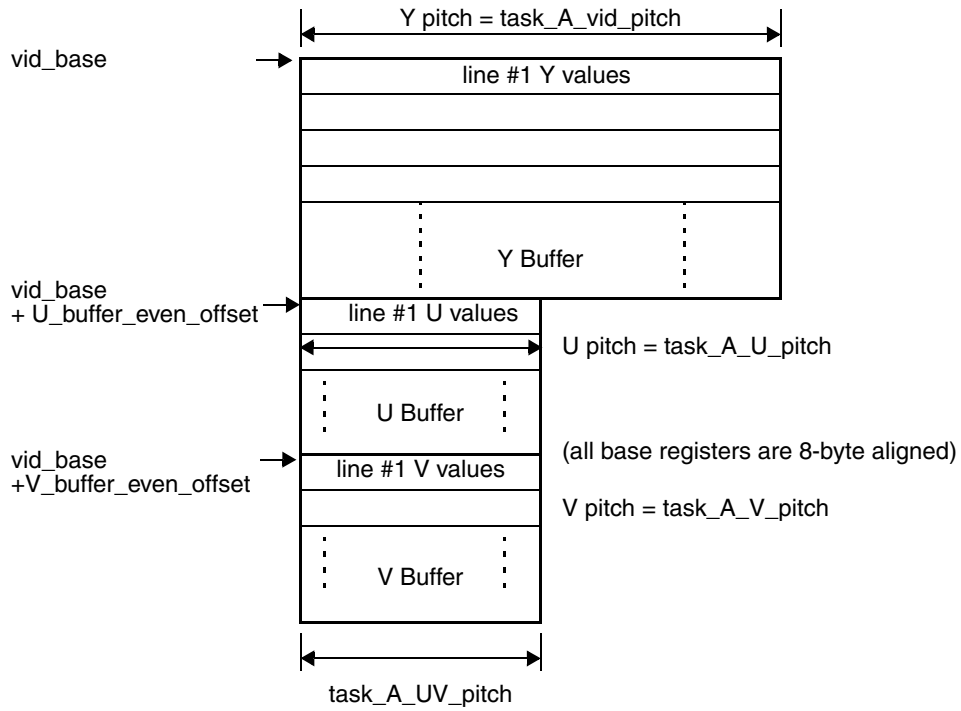 Y pitch = task_A_vid_pitch
vid_base
line #1 Y values
Y Buffer
vid_base
+ U_buffer_even_offset
line #1 U values
U pitch = task_A_U_pitch
U Buffer
(all base registers are 8-byte aligned)
vid_base
+V_buffer_even_offset
line #1 V values
V pitch = task_A_V_pitch
V Buffer
task_A_UV_pitch